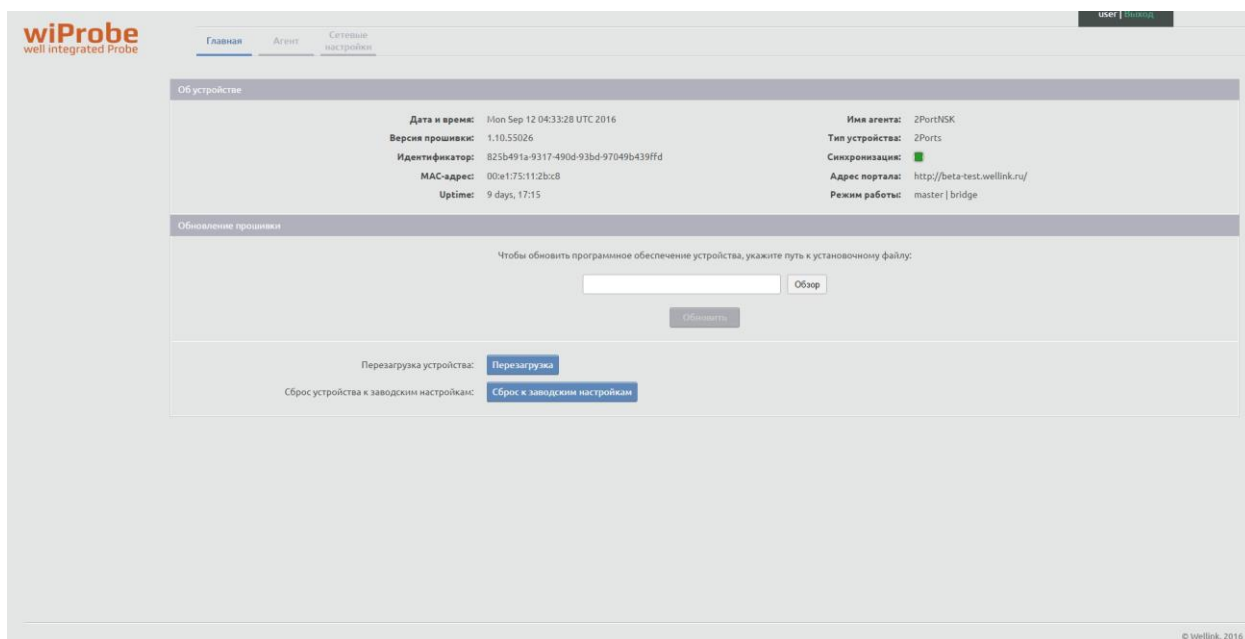 user | Выход
wiProbe
well integrated Probe
Главная
Агент
Сетевые
настройки
Об устройстве
Дата и время: Mon Sep 12 04:33:28 UTC 2016
Имя агента: 2PortNSK
Версия прошивки: 1.10.55026
Тип устройства: 2Ports
Идентификатор: 825b491a-9317-490d-93bd-97049b439ffd
Синхронизация:
MAC-адрес: 00:e1:75:11:2b:c8
Адрес портала: http://beta-test.wellink.ru/
Uptime: 9 days, 17:15
Режим работы: master | bridge
Обновление прошивки
Чтобы обновить программное обеспечение устройства, укажите путь к установочному файлу:
Обзор
Обновить
Перезагрузка устройства: Перезагрузка
Сброс устройства к заводским настройкам: Сброс к заводским настройкам
© Wellink, 2016